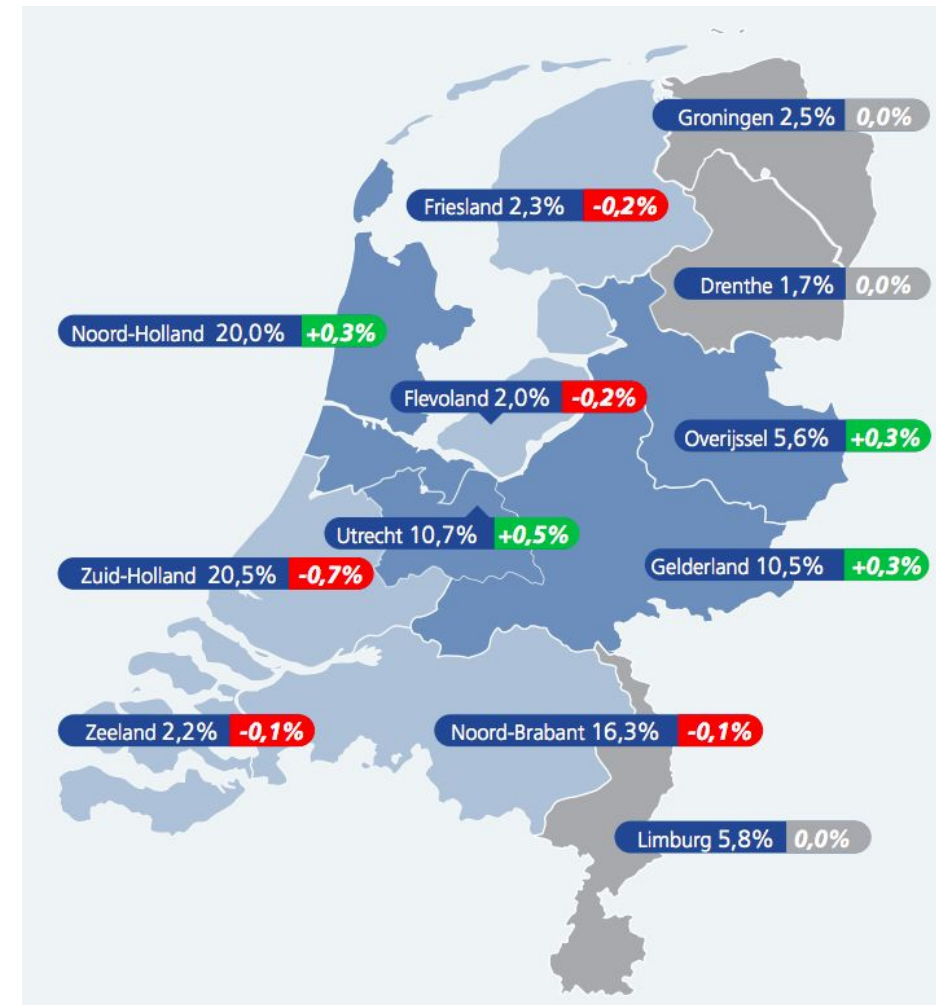 Groningen 2,5% 0,0%
Friesland 2,3% -0,2%
Drenthe 1,7% 0,0%
Noord-Holland 20,0% +0,3%
Flevoland 2,0% -0,2%
Overijssel 5,6% +0,3%
Utrecht 10,7% +0,5%
Gelderland 10,5% +0,3%
Zuid-Holland 20,5% -0,7%
Zeeland 2,2% -0,1%
Noord-Brabant 16,3% -0,1%
Limburg 5,8% 0,0%